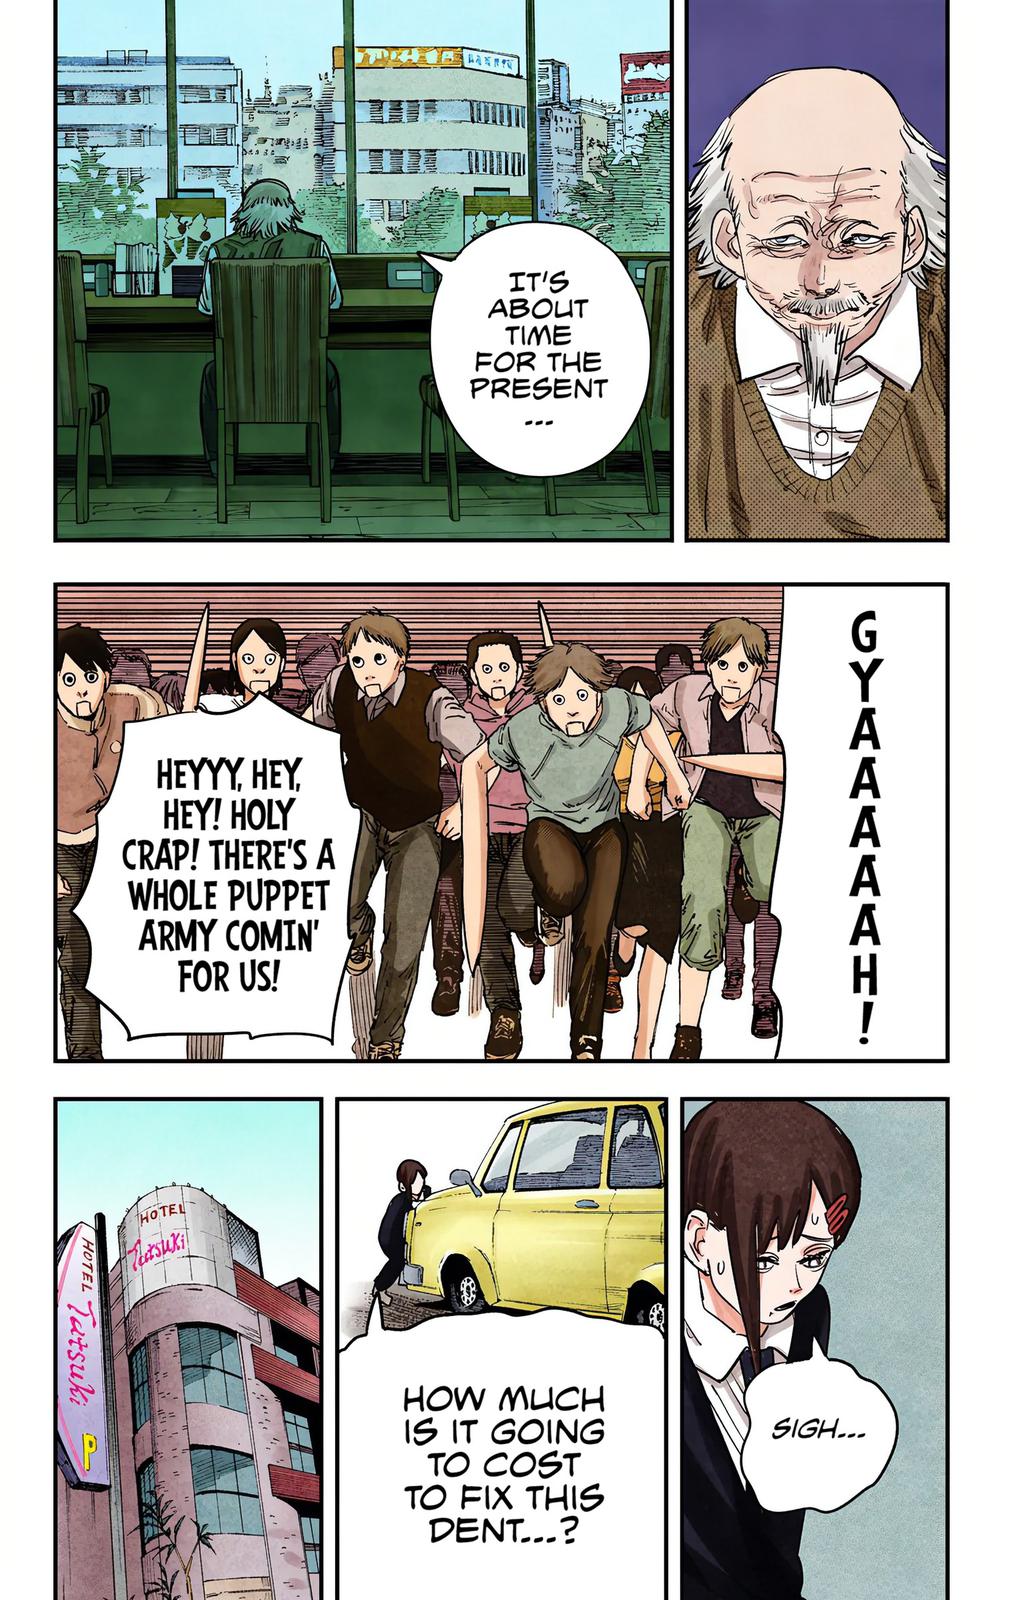 IT'S
ABOUT
TIME
FOR THE
PRESENT
...
HEYYY, HEY,
HEY! HOLY
CRAP! THERE'S A
WHOLE PUPPET
ARMY COMIN'
FOR US!
GYAAAAAH!
HOTEL
Tatsuki
HOTEL Tatsuki
P
HOW MUCH
IS IT GOING
TO COST
TO FIX THIS
DENT...?
SIGH...